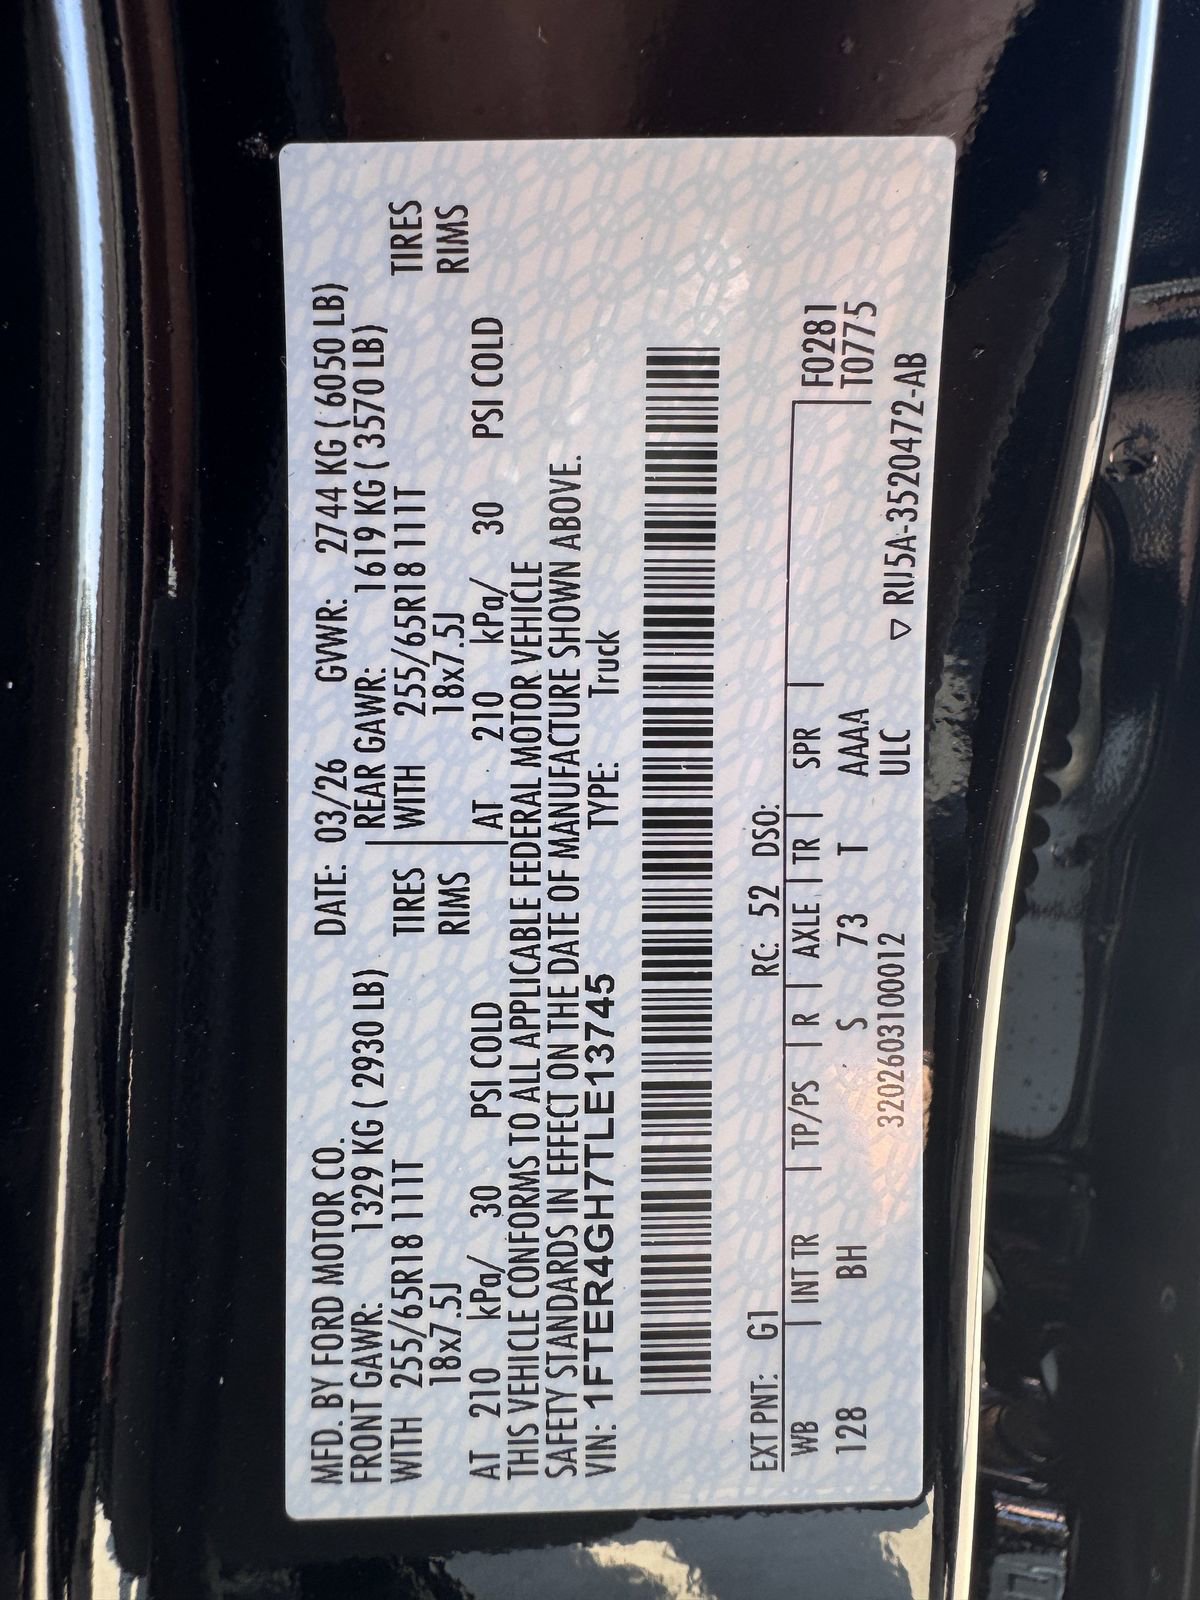 MFD. BY FORD MOTOR CO. DATE: 03/26 GVWR: 2744 KG ( 6050 LB)
FRONT GAWR: 1329 KG ( 2930 LB) REAR GAWR: 1619 KG ( 3570 LB)
WITH 255/65R18 111T TIRES WITH 255/65R18 111T TIRES
18x7.5J RIMS 18x7.5J RIMS
AT 210 kPa/ 30 PSI COLD AT 210 kPa/ 30 PSI COLD
THIS VEHICLE CONFORMS TO ALL APPLICABLE FEDERAL MOTOR VEHICLE
SAFETY STANDARDS IN EFFECT ON THE DATE OF MANUFACTURE SHOWN ABOVE.
VIN: 1FTER4GH7TLE13745 TYPE: Truck
EXT PNT: G1 RC: 52 DSO:
WB INT TR TP/PS R AXLE TR SPR F0281
128 BH S 73 T AAAA T0775
3202603100012 ULC
▽ RU5A-3520472-AB